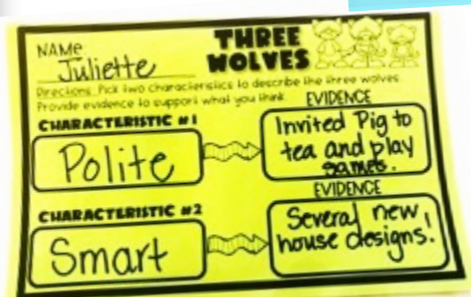 NAME Juliette
THREE WOLVES
Directions: Pick two characteristics to describe the three wolves.
Provide evidence to support what you think.
CHARACTERISTIC #1
EVIDENCE
Polite
Invited Pig to
tea and play
games.
CHARACTERISTIC #2
EVIDENCE
Smart
Several new
house designs!